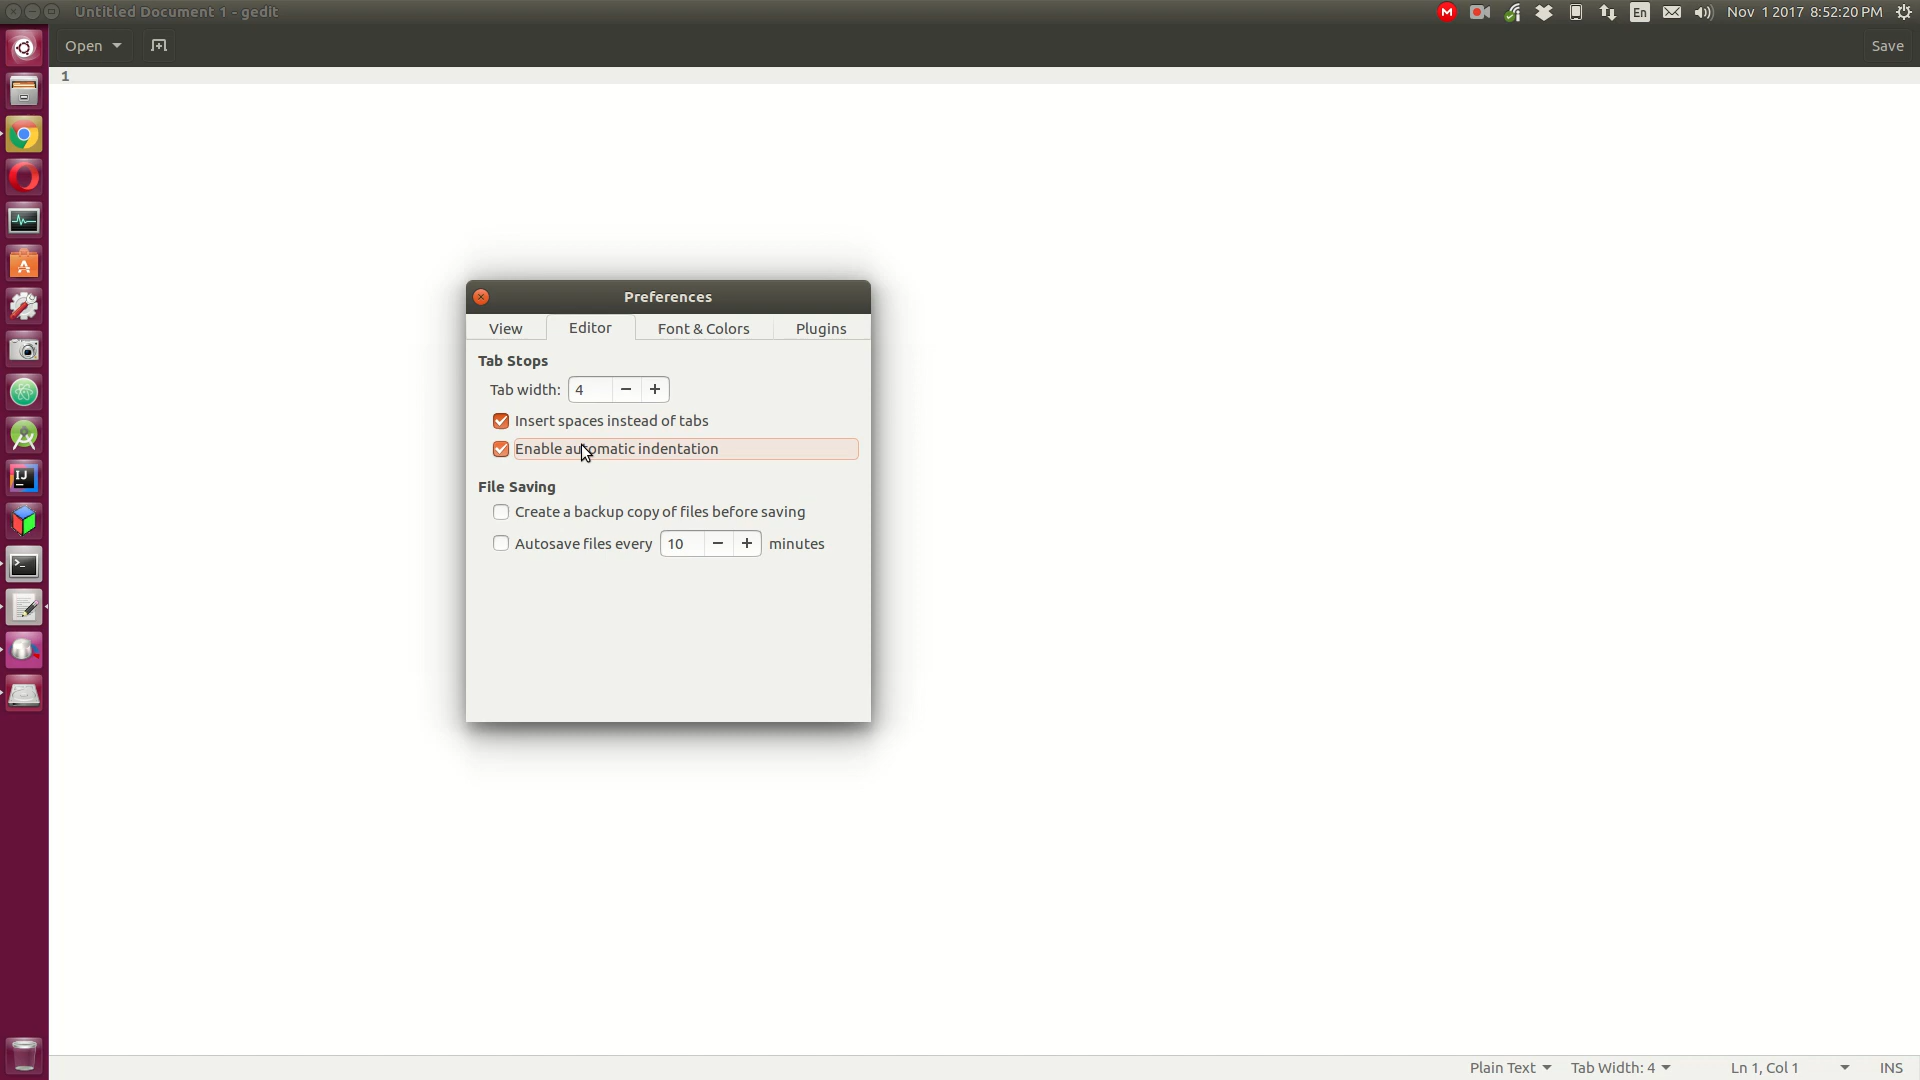 Untitled Document 1 - gedit
M
En
Nov 1 2017 8:52:20 PM
Open
Save
1
Preferences
View Editor Font & Colors Plugins
Tab Stops
Tab width: 4 − +
Insert spaces instead of tabs
Enable automatic indentation
File Saving
Create a backup copy of files before saving
Autosave files every 10 − + minutes
IJ
>_
Plain Text Tab Width: 4 Ln 1, Col 1 INS